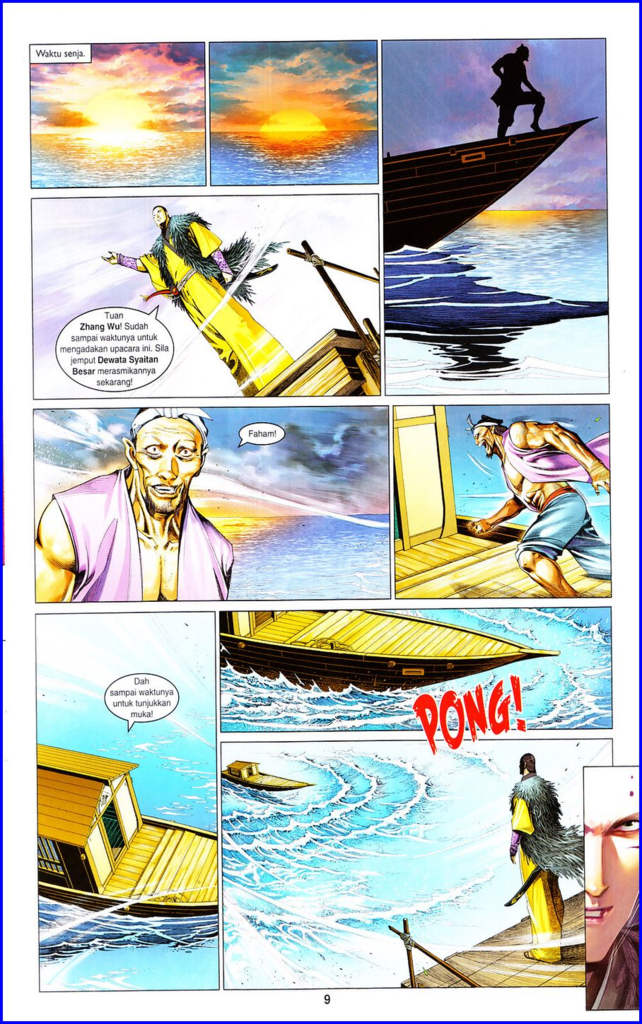 Waktu senja.
Tuan
Zhang Wu! Sudah
sampai waktunya untuk
mengadakan upacara ini. Sila
jemput Dewata Syaitan
Besar merasmikannya
sekarang!
Faham!
Dah
sampai waktunya
untuk tunjukkan
muka!
PONG!
9